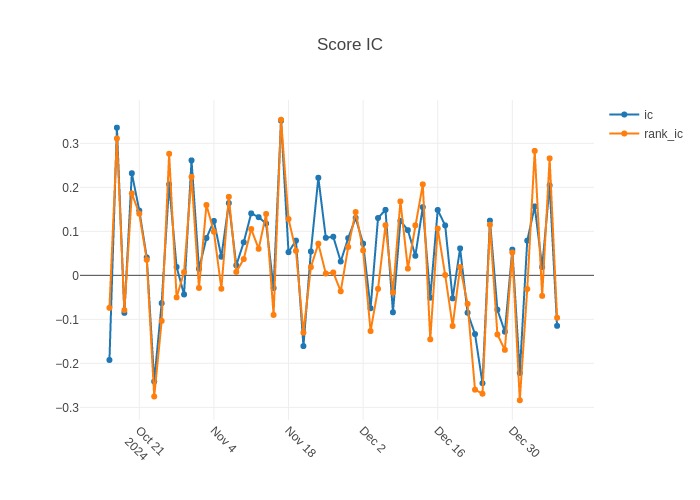 Score IC
ic
rank_ic
0.3
0.2
0.1
0
−0.1
−0.2
−0.3
Oct 21
2024
Nov 4
Nov 18
Dec 2
Dec 16
Dec 30